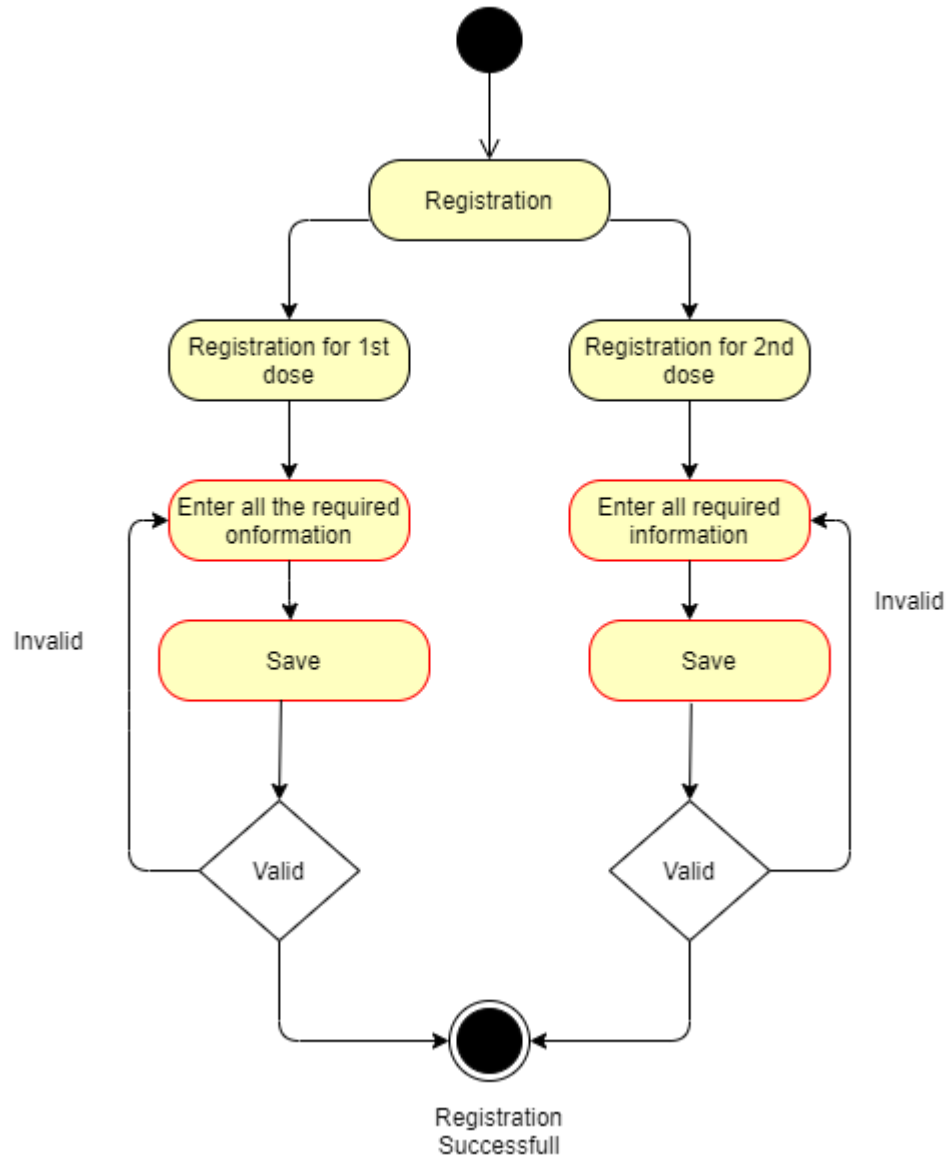 Registration
Registration for 1st
dose
Registration for 2nd
dose
Enter all the required
onformation
Enter all required
information
Invalid
Invalid
Save
Save
Valid
Valid
Registration
Successfull